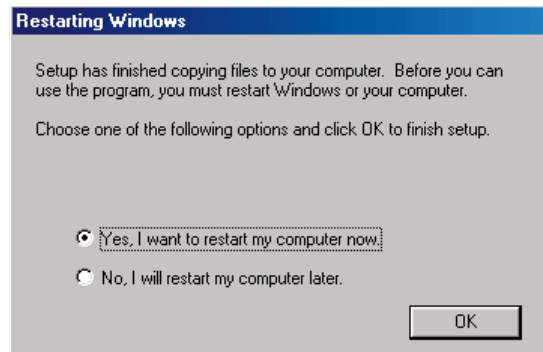 Restarting Windows
Setup has finished copying files to your computer.  Before you can
use the program, you must restart Windows or your computer.
Choose one of the following options and click OK to finish setup.
Yes, I want to restart my computer now.
No, I will restart my computer later.
OK